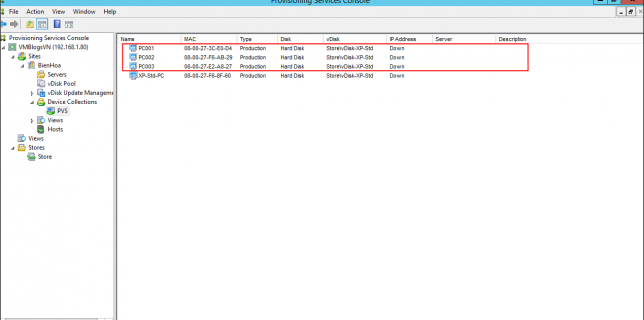 Provisioning Services Console
File Action View Window Help
Provisioning Services Console
VMBlogsVN (192.168.1.80)
Sites
BienHoa
Servers
vDisk Pool
vDisk Update Manageme
Device Collections
PVS
Views
Hosts
Views
Stores
Store
Name MAC Type Disk vDisk IP Address Server Description
PC001 08-00-27-3C-E0-D4 Production Hard Disk Store\vDisk-XP-Std Down
PC002 08-00-27-F6-AB-29 Production Hard Disk Store\vDisk-XP-Std Down
PC003 08-00-27-E2-A8-27 Production Hard Disk Store\vDisk-XP-Std Down
XP-Std-PC 08-00-27-F8-8F-60 Production Hard Disk Store\vDisk-XP-Std Down